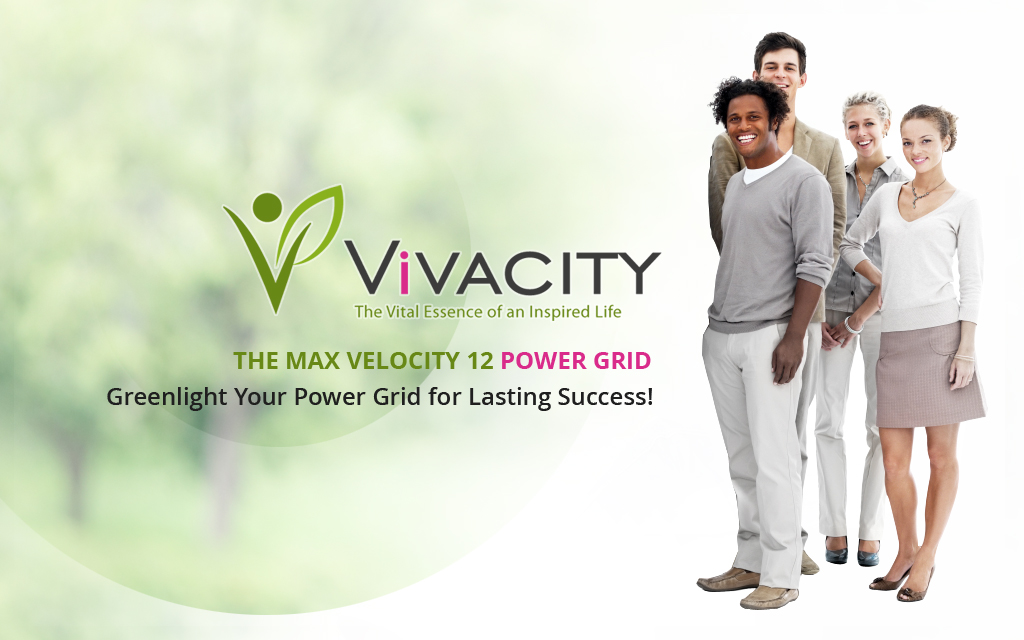 ViVACITY
The Vital Essence of an Inspired Life
THE MAX VELOCITY 12 POWER GRID
Greenlight Your Power Grid for Lasting Success!